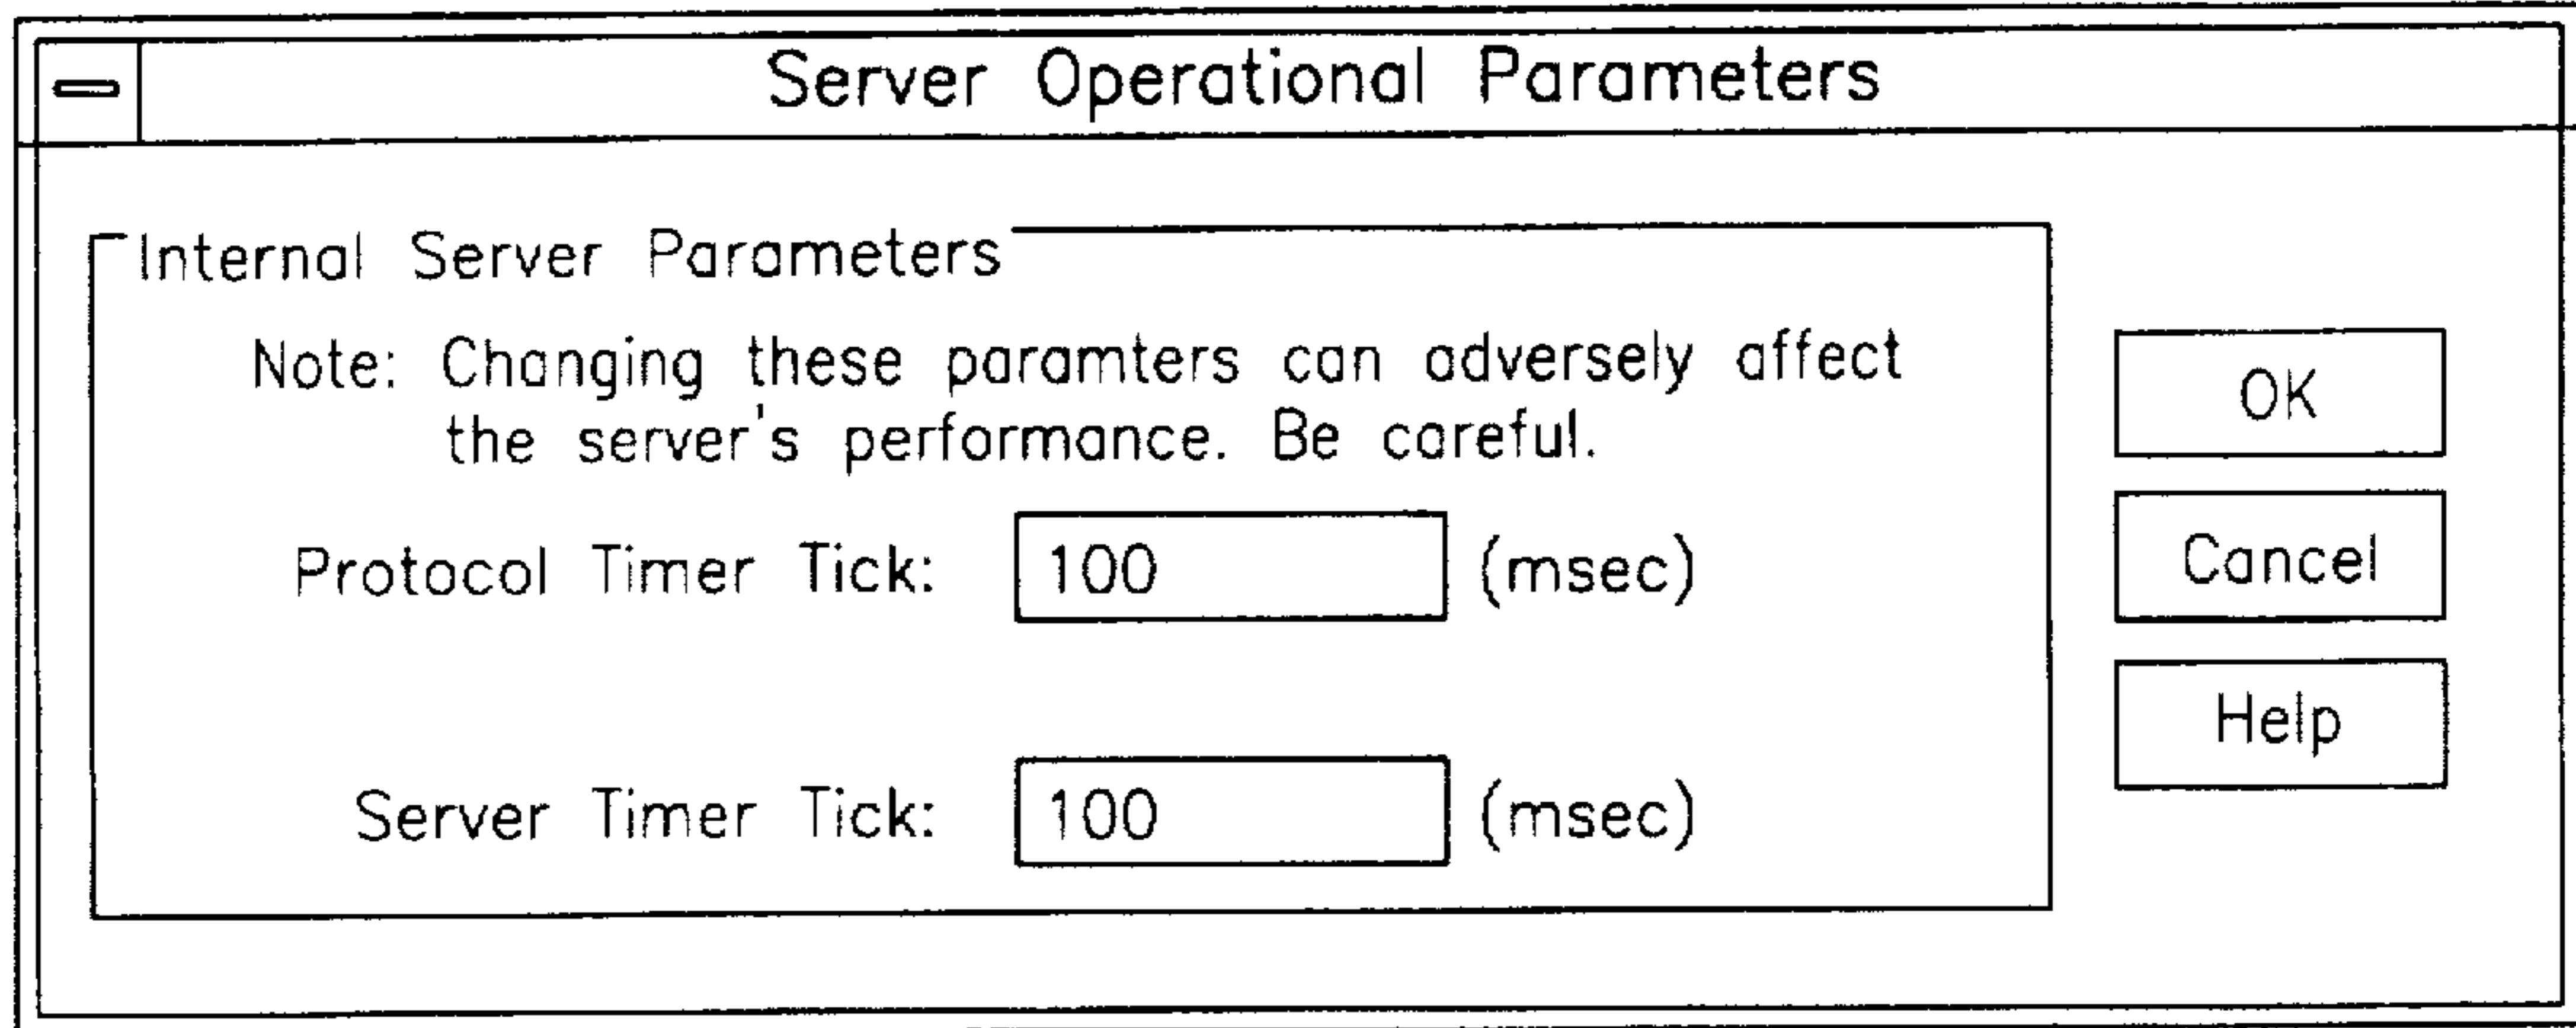 Server Operational Parameters
Internal Server Parameters
Note: Changing these paramters can adversely affect
the server's performance. Be careful.
Protocol Timer Tick: 100 (msec)
Server Timer Tick: 100 (msec)
OK
Cancel
Help